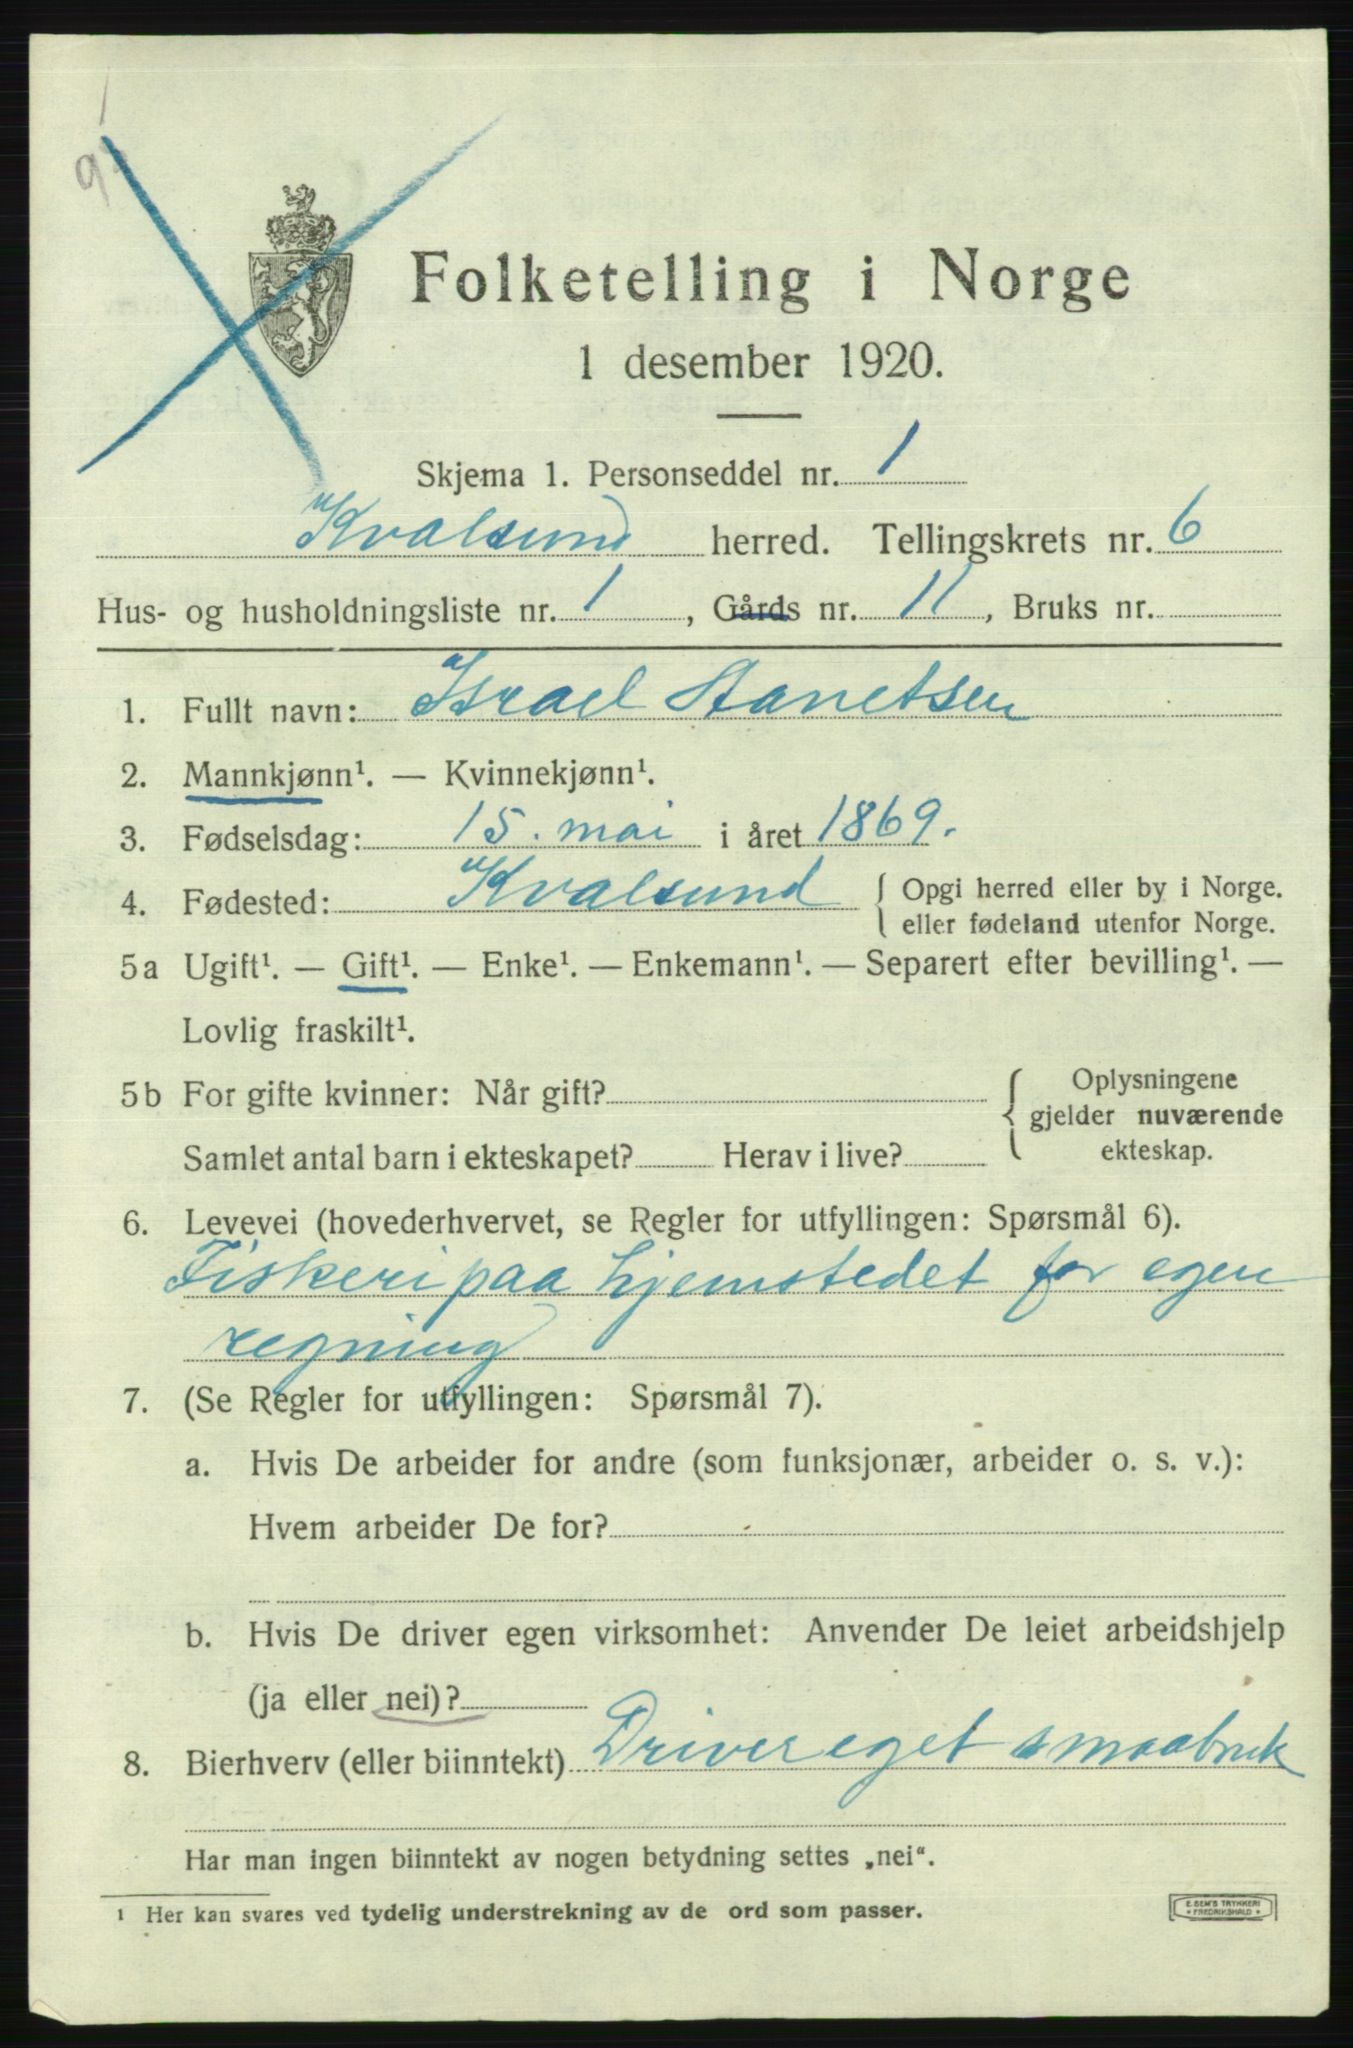 9
Folketelling i Norge
1 desember 1920.
Skjema 1. Personseddel nr. 1
Kvalsund herred. Tellingskrets nr. 6
Hus- og husholdningsliste nr. 1, Gårds nr. 11, Bruks nr.
1. Fullt navn: Israel Aanetsen
2. Mannkjønn¹. — Kvinnekjønn¹.
3. Fødselsdag: 15. mai i året 1869.
4. Fødested: Kvalsund { Opgi herred eller by i Norge.
eller fødeland utenfor Norge.
5a Ugift¹. — Gift¹. — Enke¹. — Enkemann¹. — Separert efter bevilling¹. —
Lovlig fraskilt¹.
5b For gifte kvinner: Når gift? { Oplysningene
gjelder nuværende
Samlet antal barn i ekteskapet? Herav i live? ekteskap.
6. Levevei (hovederhvervet, se Regler for utfyllingen: Spørsmål 6).
Fiskeri paa hjemstedet for egen
regning
7. (Se Regler for utfyllingen: Spørsmål 7).
a. Hvis De arbeider for andre (som funksjonær, arbeider o. s. v.):
Hvem arbeider De for?
b. Hvis De driver egen virksomhet: Anvender De leiet arbeidshjelp
(ja eller nei)?
8. Bierhverv (eller biinntekt) Driver eget smaabruk
Har man ingen biinntekt av nogen betydning settes „nei“.
¹ Her kan svares ved tydelig understrekning av de ord som passer.
E. SEM'S TRYKKERI
* FREDRIKSHALD *